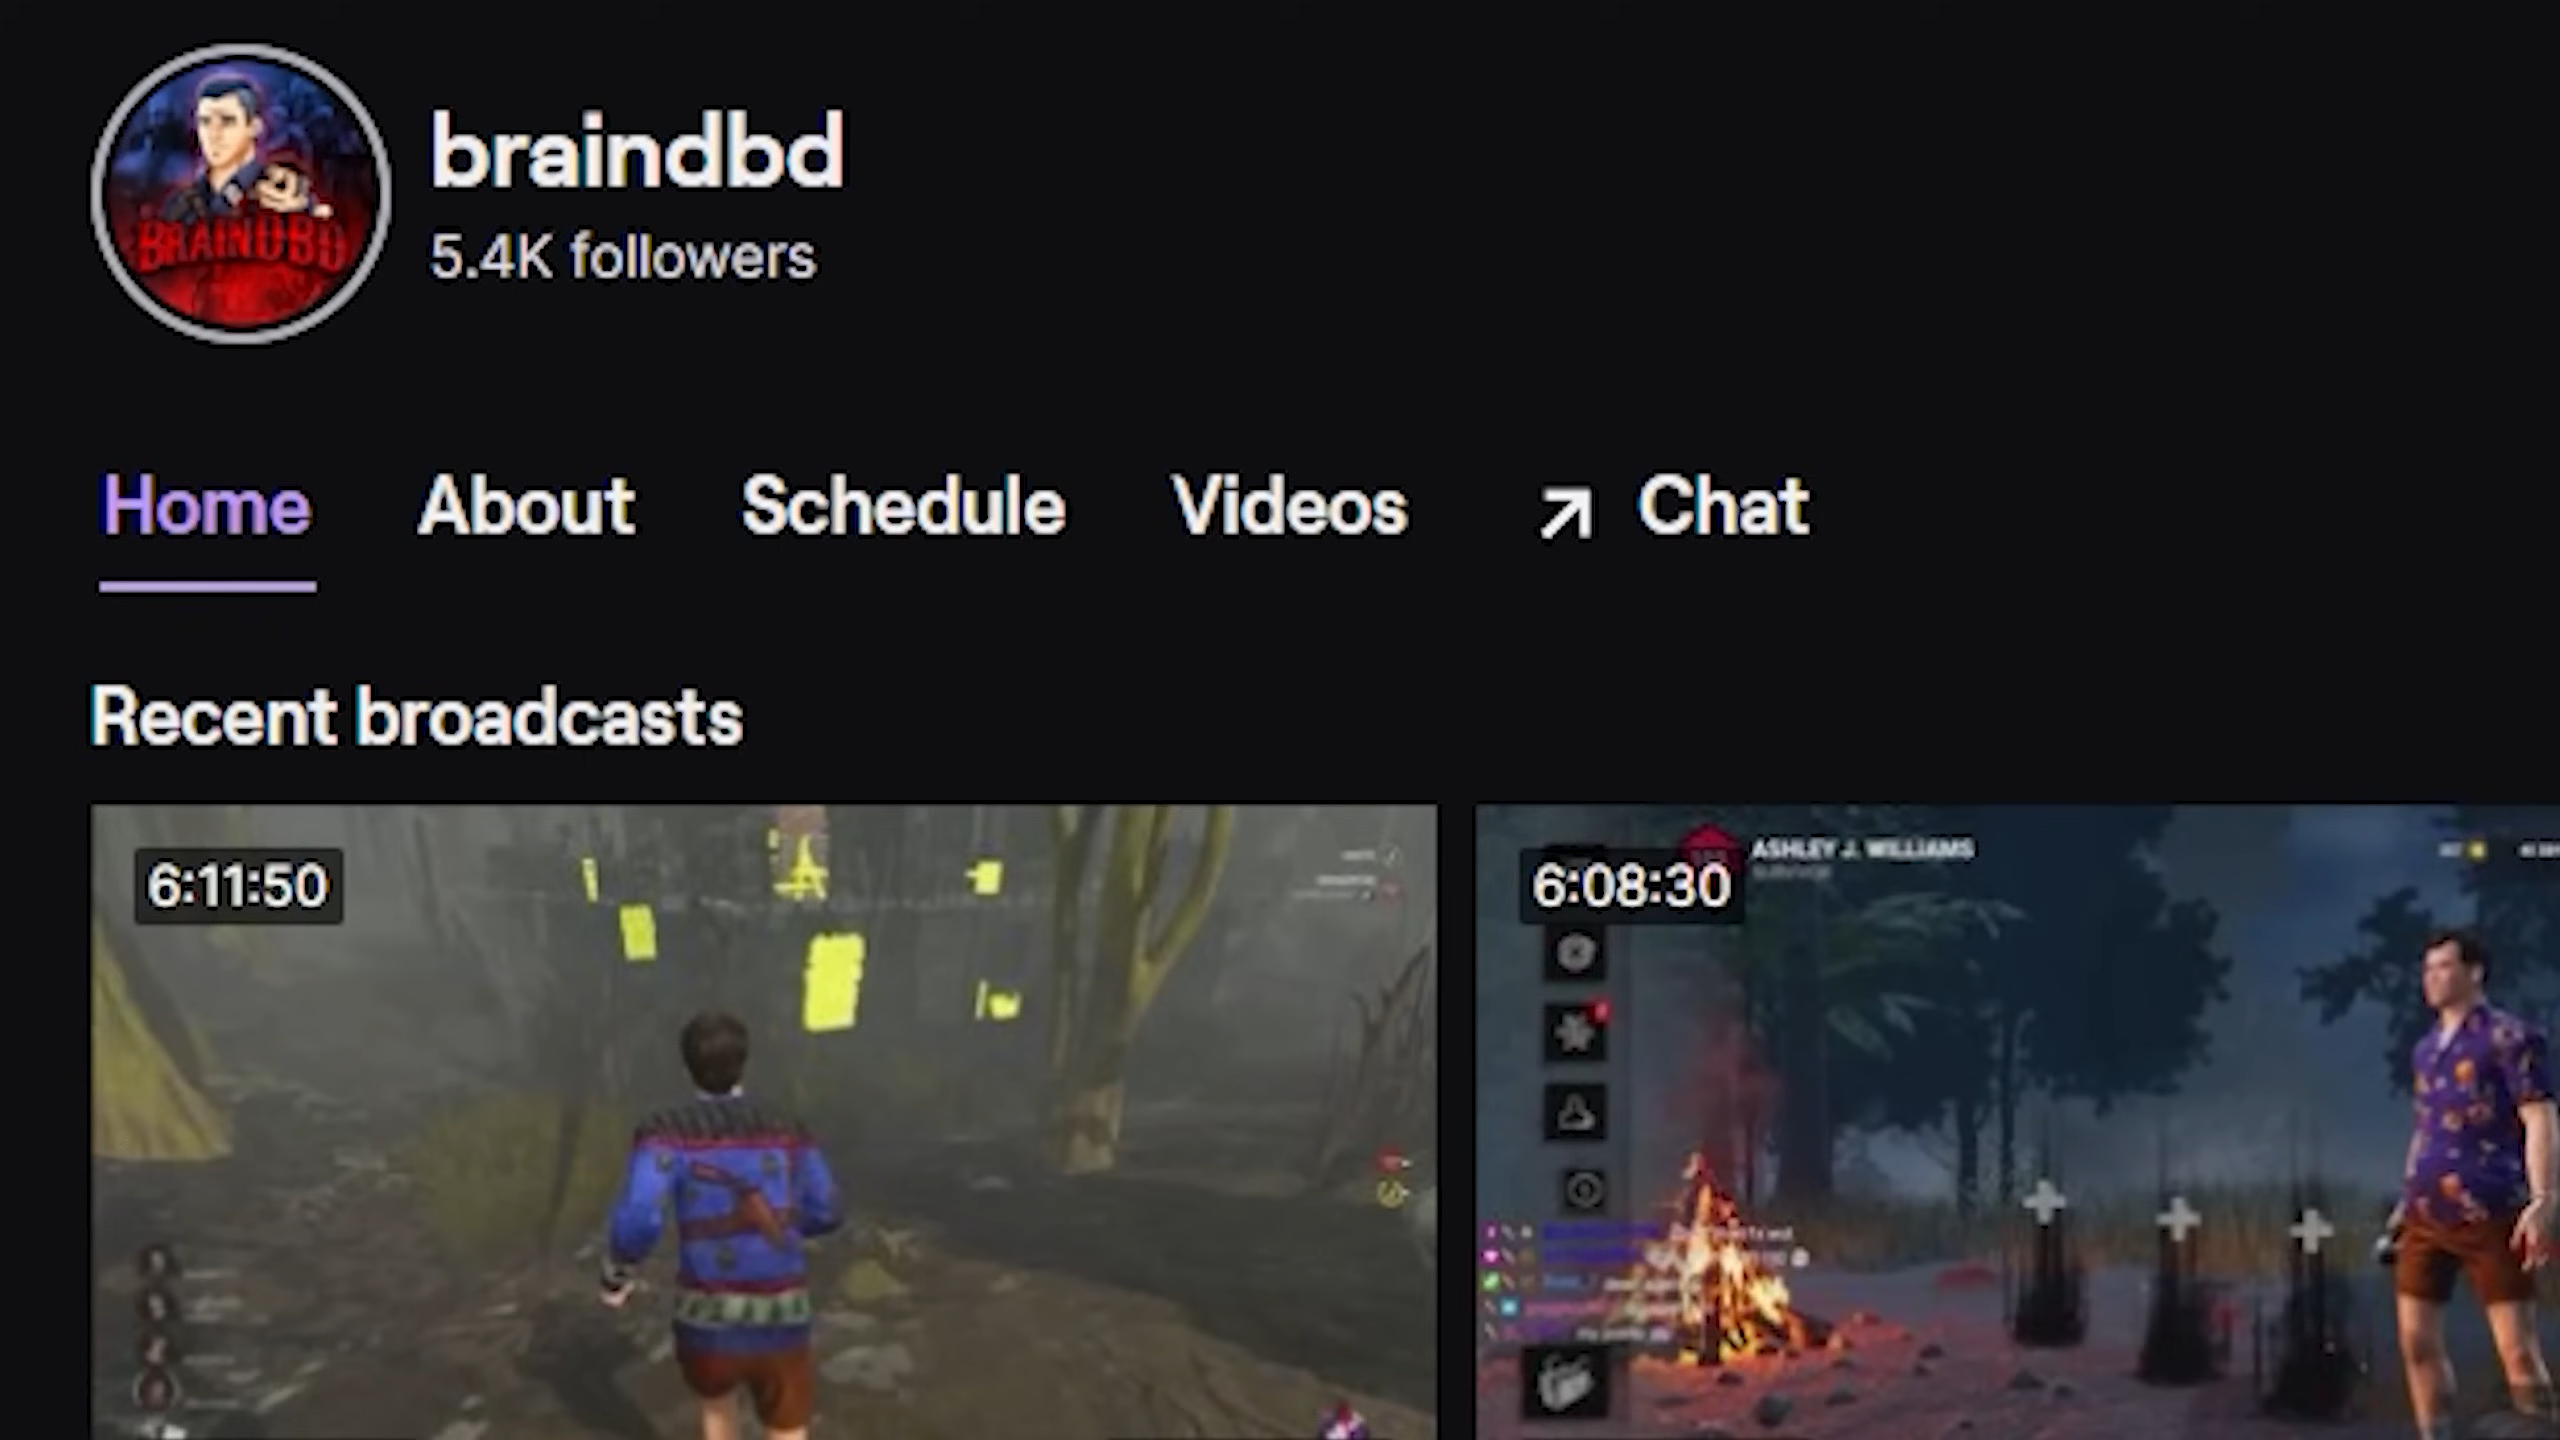 BRAINDBD
braindbd
5.4K followers
Home About Schedule Videos Chat
Recent broadcasts
6:11:50
6:08:30
ASHLEY J. WILLIAMS